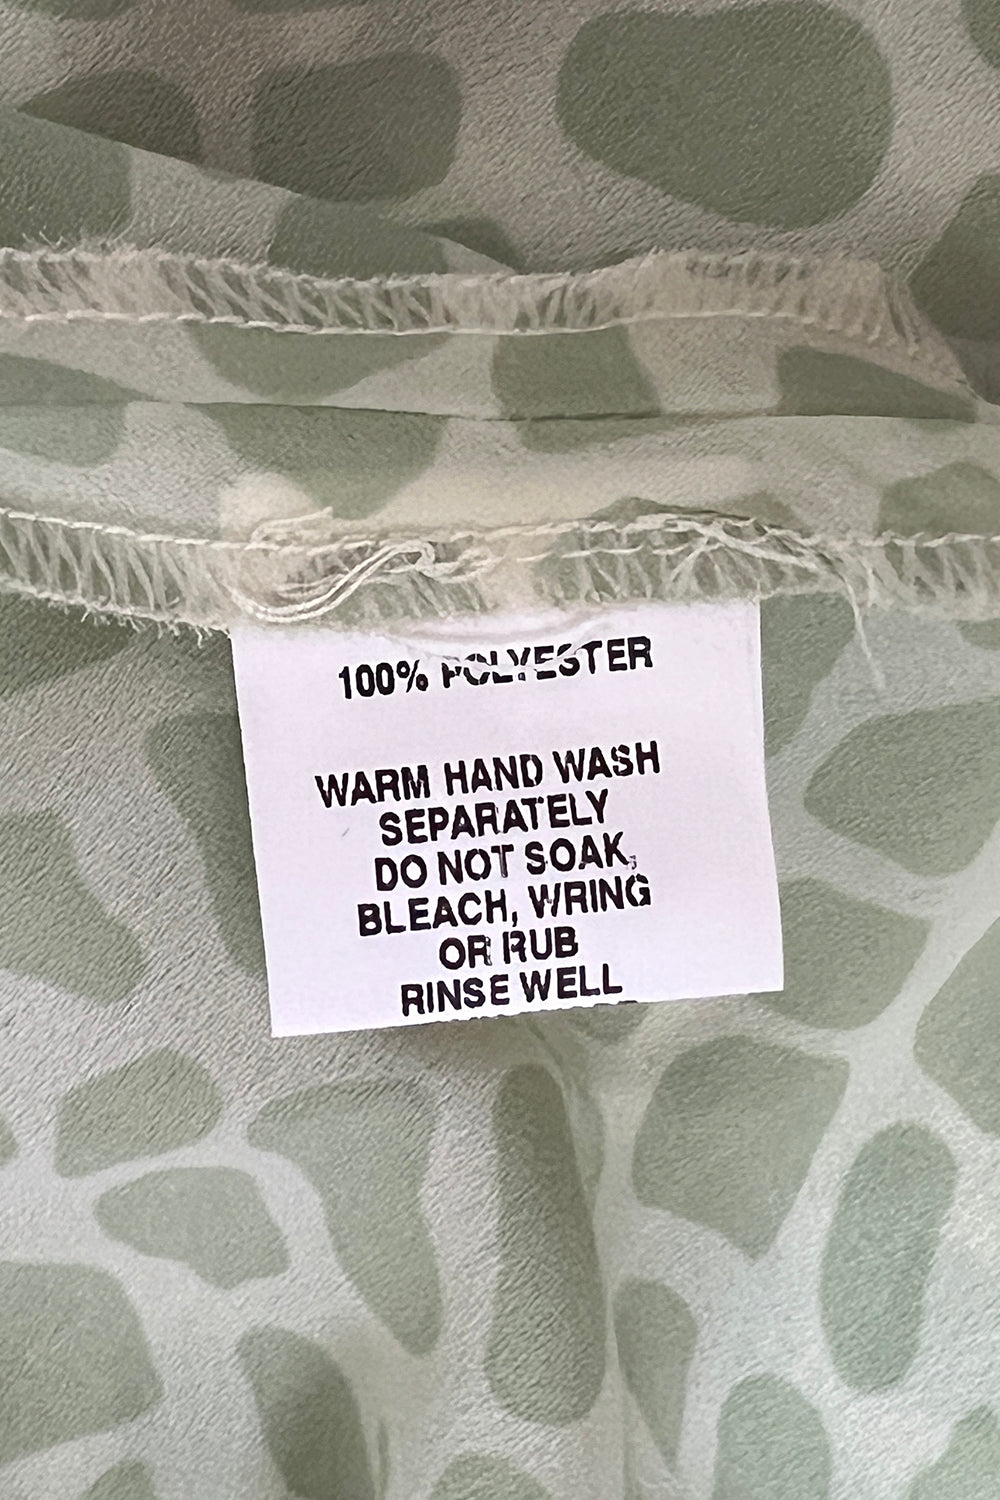 100% POLYESTER
WARM HAND WASH
SEPARATELY
DO NOT SOAK,
BLEACH, WRING
OR RUB
RINSE WELL